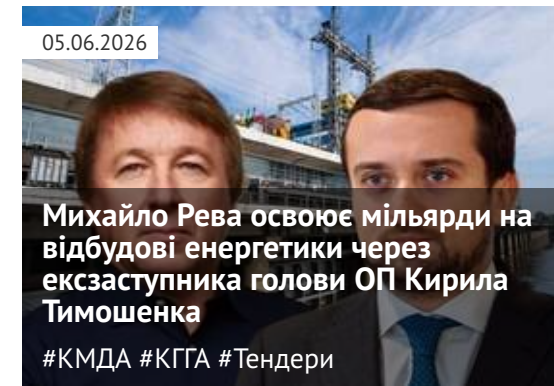 05.06.2026
Михайло Рева освоює мільярди на
відбудові енергетики через
ексзаступника голови ОП Кирила
Тимошенка
#КМДА #КГГА #Тендери